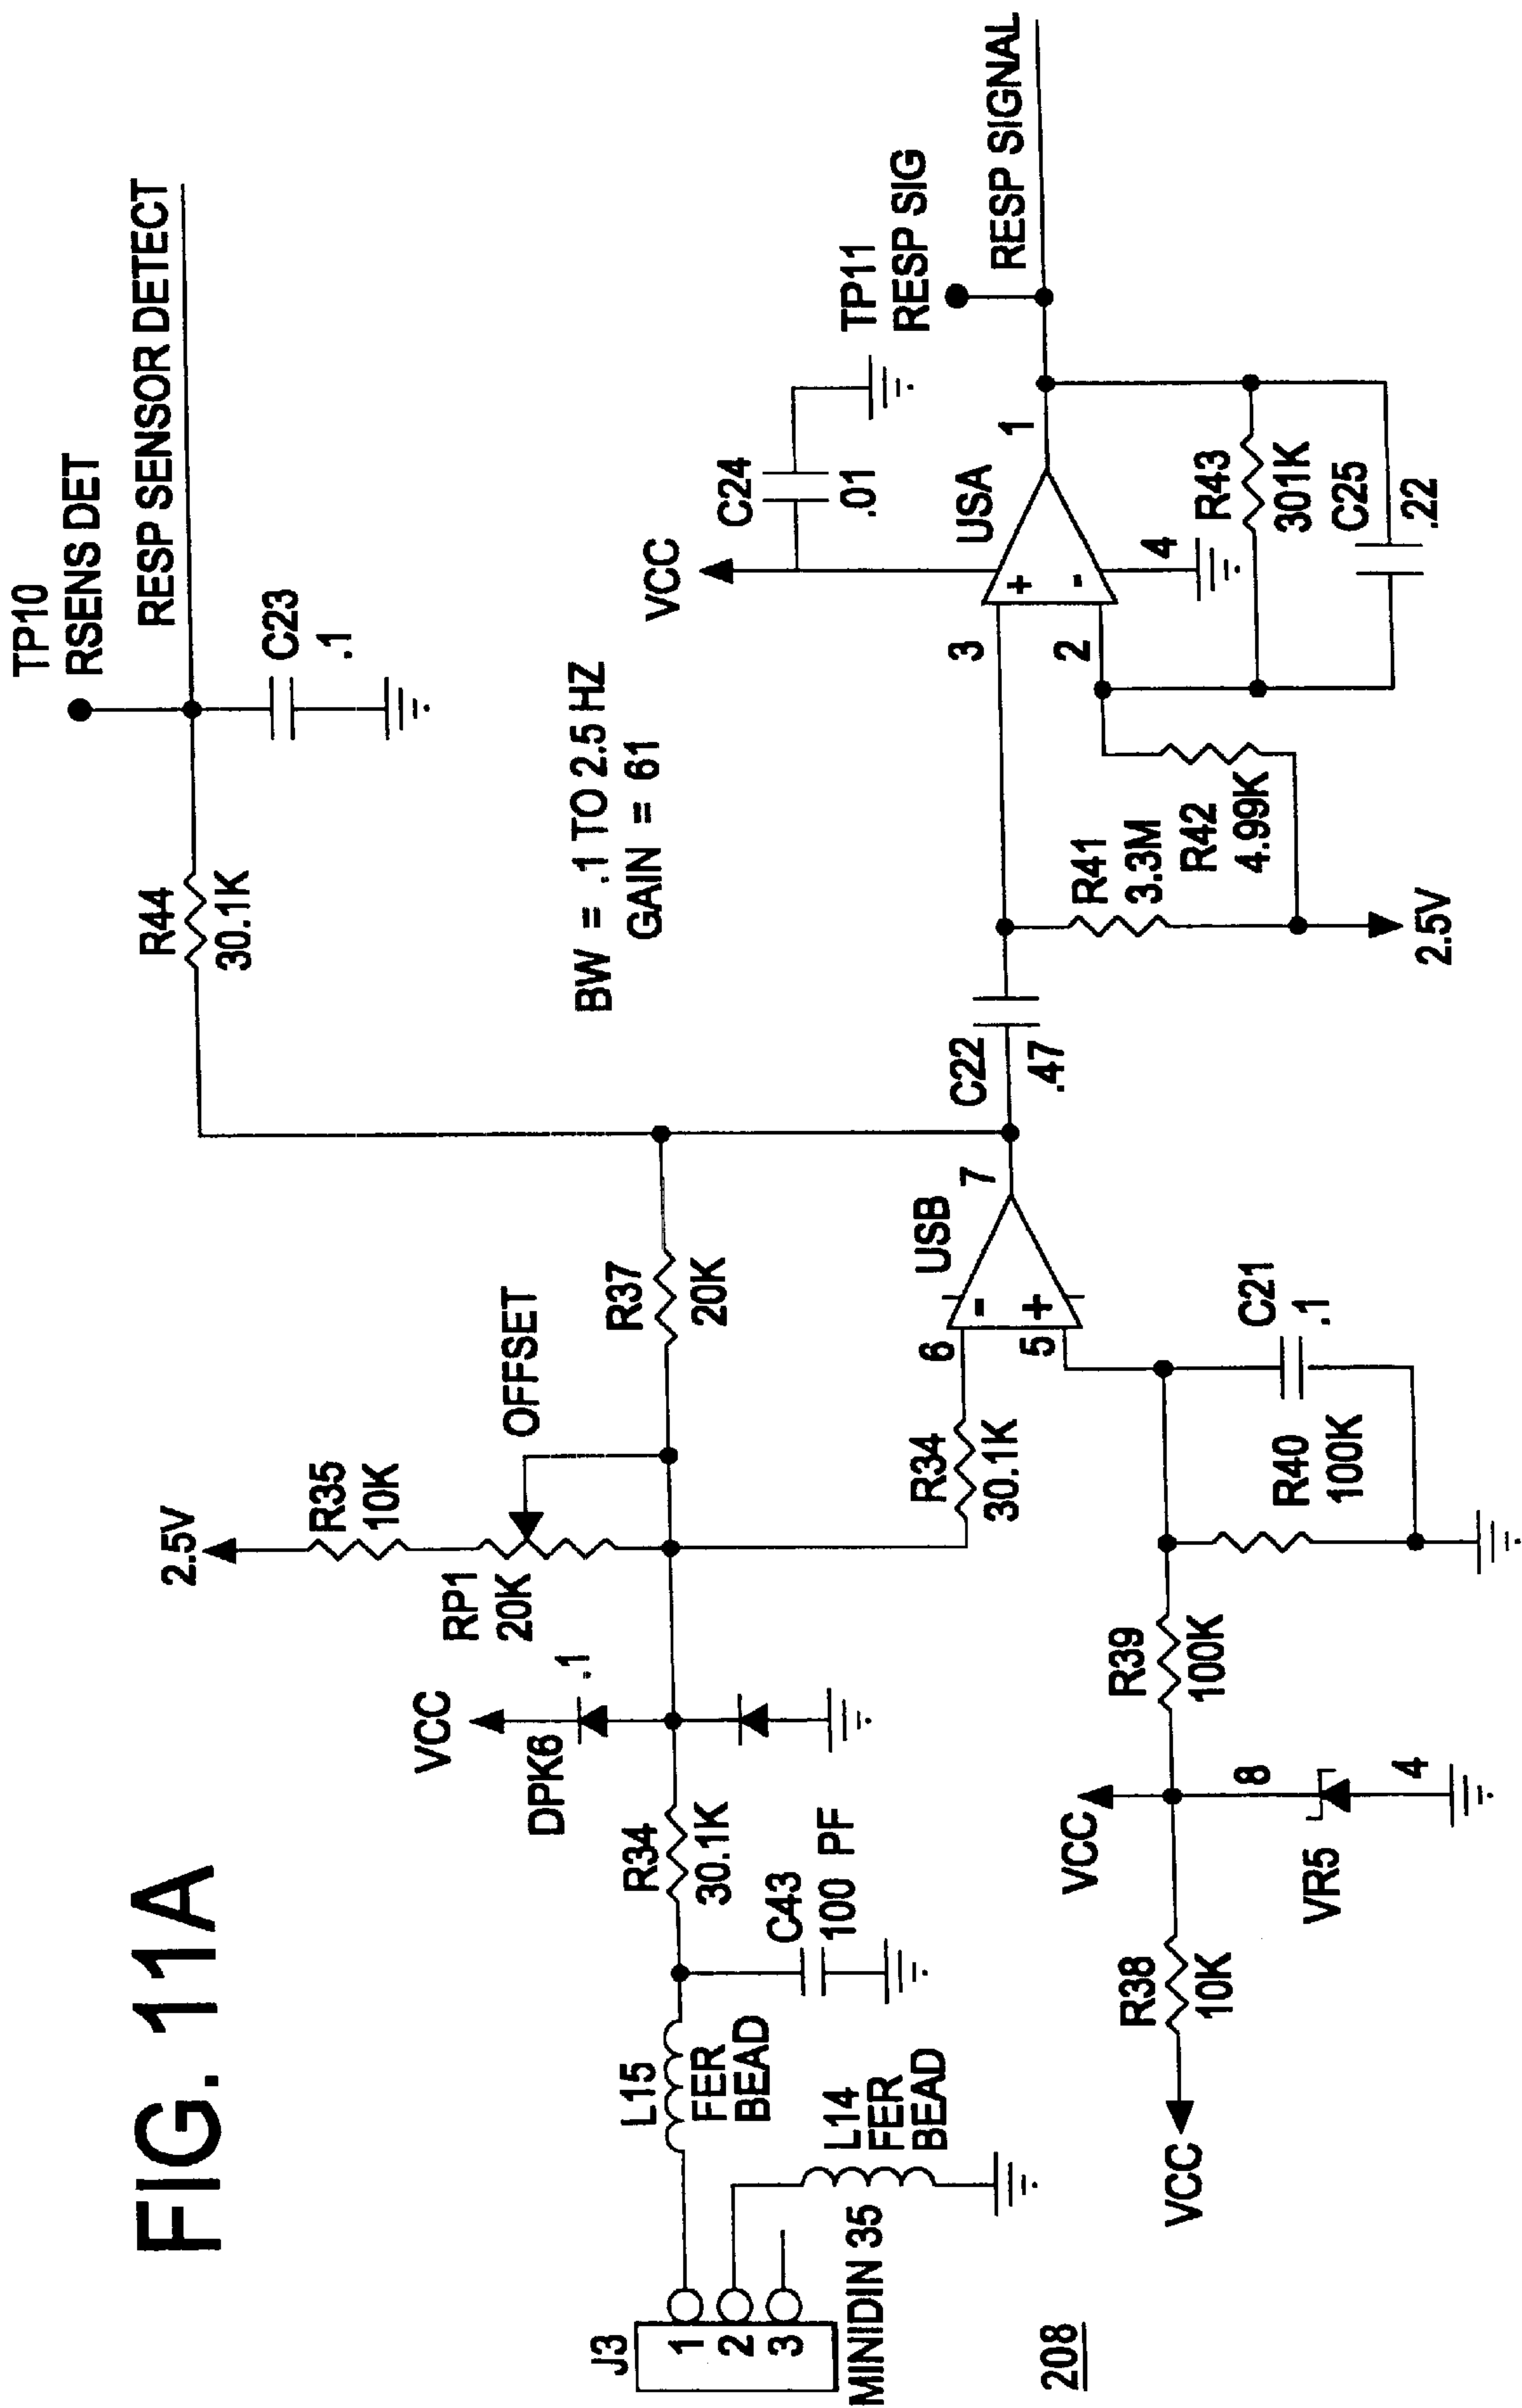 FIG. 11A
TP10
RSENS DET
RESP SENSOR DETECT
R44
30.1K
C23
.1
2.5V
R35
10K
OFFSET
RP1
20K
R37
20K
VCC
DPK6
.1
BW = .1 TO 2.5 HZ
GAIN = 61
VCC
C24
.01
TP11
RESP SIG
RESP SIGNAL
J3
1
2
3
MINIDIN 35
L15
FER
BEAD
L14
FER
BEAD
R34
30.1K
C43
100 PF
R34
30.1K
6
5
-
+
USB
7
C22
.47
3
2
+
-
USA
1
4
R41
3.3M
R42
4.99K
2.5V
R43
301K
C25
.22
VCC
R38
10K
VCC
8
4
VR5
R39
100K
R40
100K
C21
.1
208